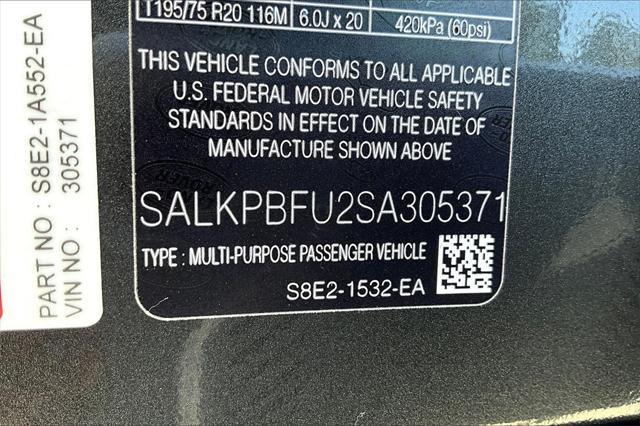 T195/75 R20 116M 6.0J x 20 420kPa (60psi)
THIS VEHICLE CONFORMS TO ALL APPLICABLE
U.S. FEDERAL MOTOR VEHICLE SAFETY
STANDARDS IN EFFECT ON THE DATE OF
MANUFACTURE SHOWN ABOVE
SALKPBFU2SA305371
TYPE : MULTI-PURPOSE PASSENGER VEHICLE
S8E2-1532-EA
PART NO : S8E2-1A552-EA
VIN NO : 305371